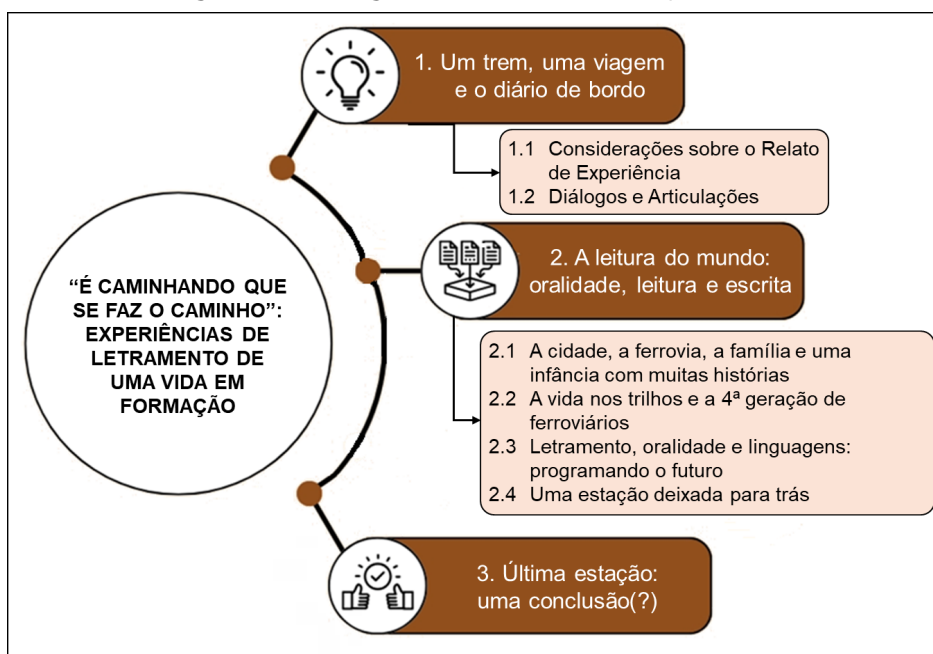 “É CAMINHANDO QUE
SE FAZ O CAMINHO”:
EXPERIÊNCIAS DE
LETRAMENTO DE
UMA VIDA EM
FORMAÇÃO
1. Um trem, uma viagem
e o diário de bordo
1.1 Considerações sobre o Relato
de Experiência
1.2 Diálogos e Articulações
2. A leitura do mundo:
oralidade, leitura e escrita
2.1 A cidade, a ferrovia, a família e uma
infância com muitas histórias
2.2 A vida nos trilhos e a 4ª geração de
ferroviários
2.3 Letramento, oralidade e linguagens:
programando o futuro
2.4 Uma estação deixada para trás
3. Última estação:
uma conclusão(?)